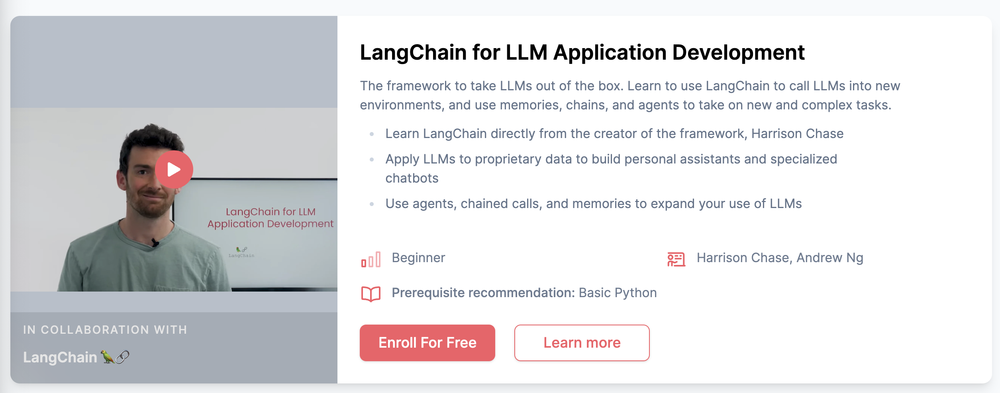 LangChain for LLM
Application Development
LangChain
IN COLLABORATION WITH
LangChain 🦜🔗
LangChain for LLM Application Development
The framework to take LLMs out of the box. Learn to use LangChain to call LLMs into new
environments, and use memories, chains, and agents to take on new and complex tasks.
Learn LangChain directly from the creator of the framework, Harrison Chase
Apply LLMs to proprietary data to build personal assistants and specialized
chatbots
Use agents, chained calls, and memories to expand your use of LLMs
Beginner
Harrison Chase, Andrew Ng
Prerequisite recommendation: Basic Python
Enroll For Free
Learn more